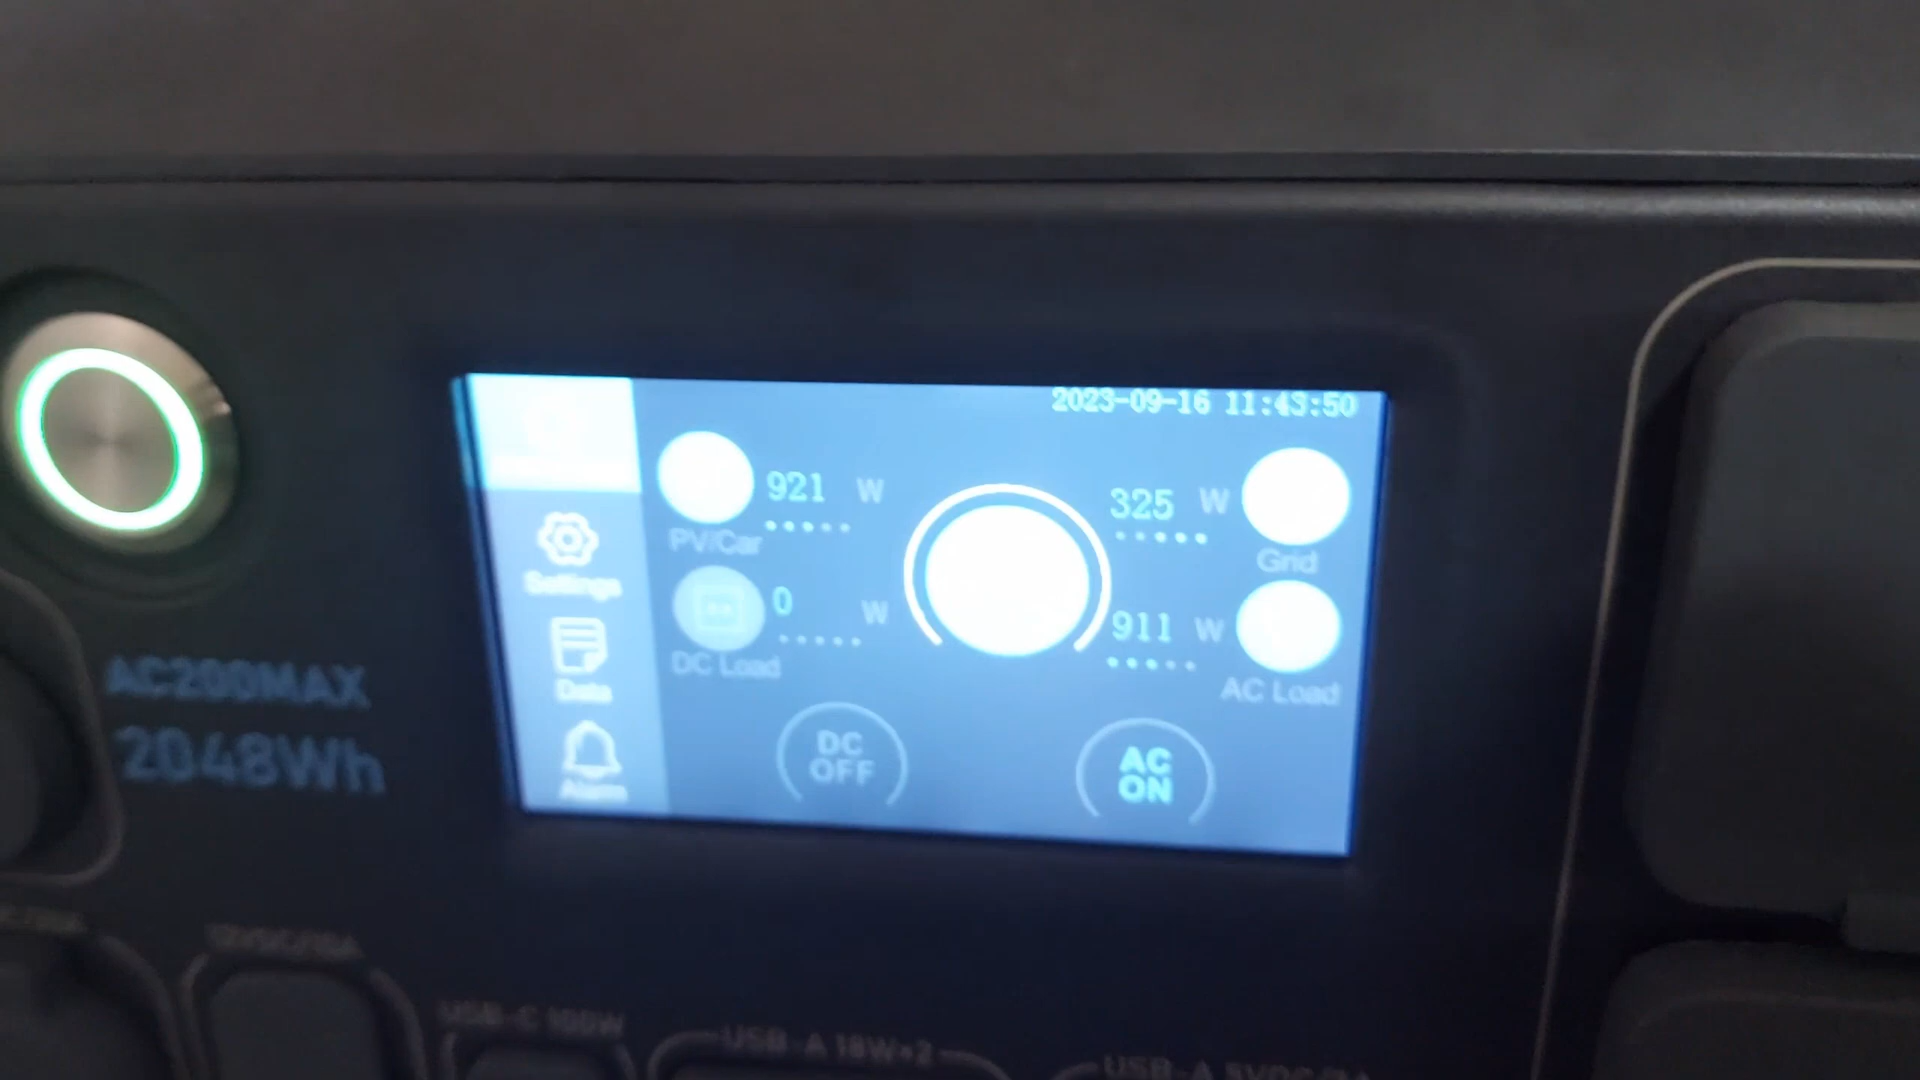 2023-09-16 11:43:50
921 W
PV/Car
325 W
Grid
Settings
0 W
DC Load
911 W
AC Load
Data
Alarm
DC
OFF
AC
ON
AC200MAX
2048Wh
USB-C 100W
USB-A 18W×2
USB-A